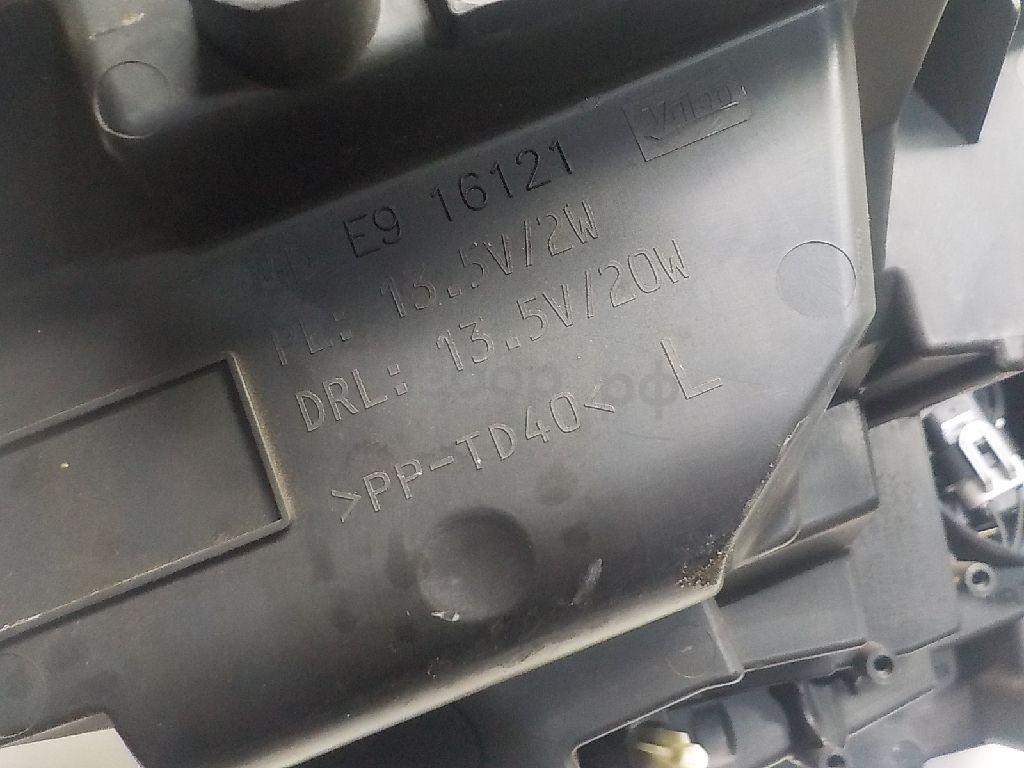 Valeo
E9 16121
PL: 13.5V/2W
DRL: 13.5V/20W
>PP-TD40< L